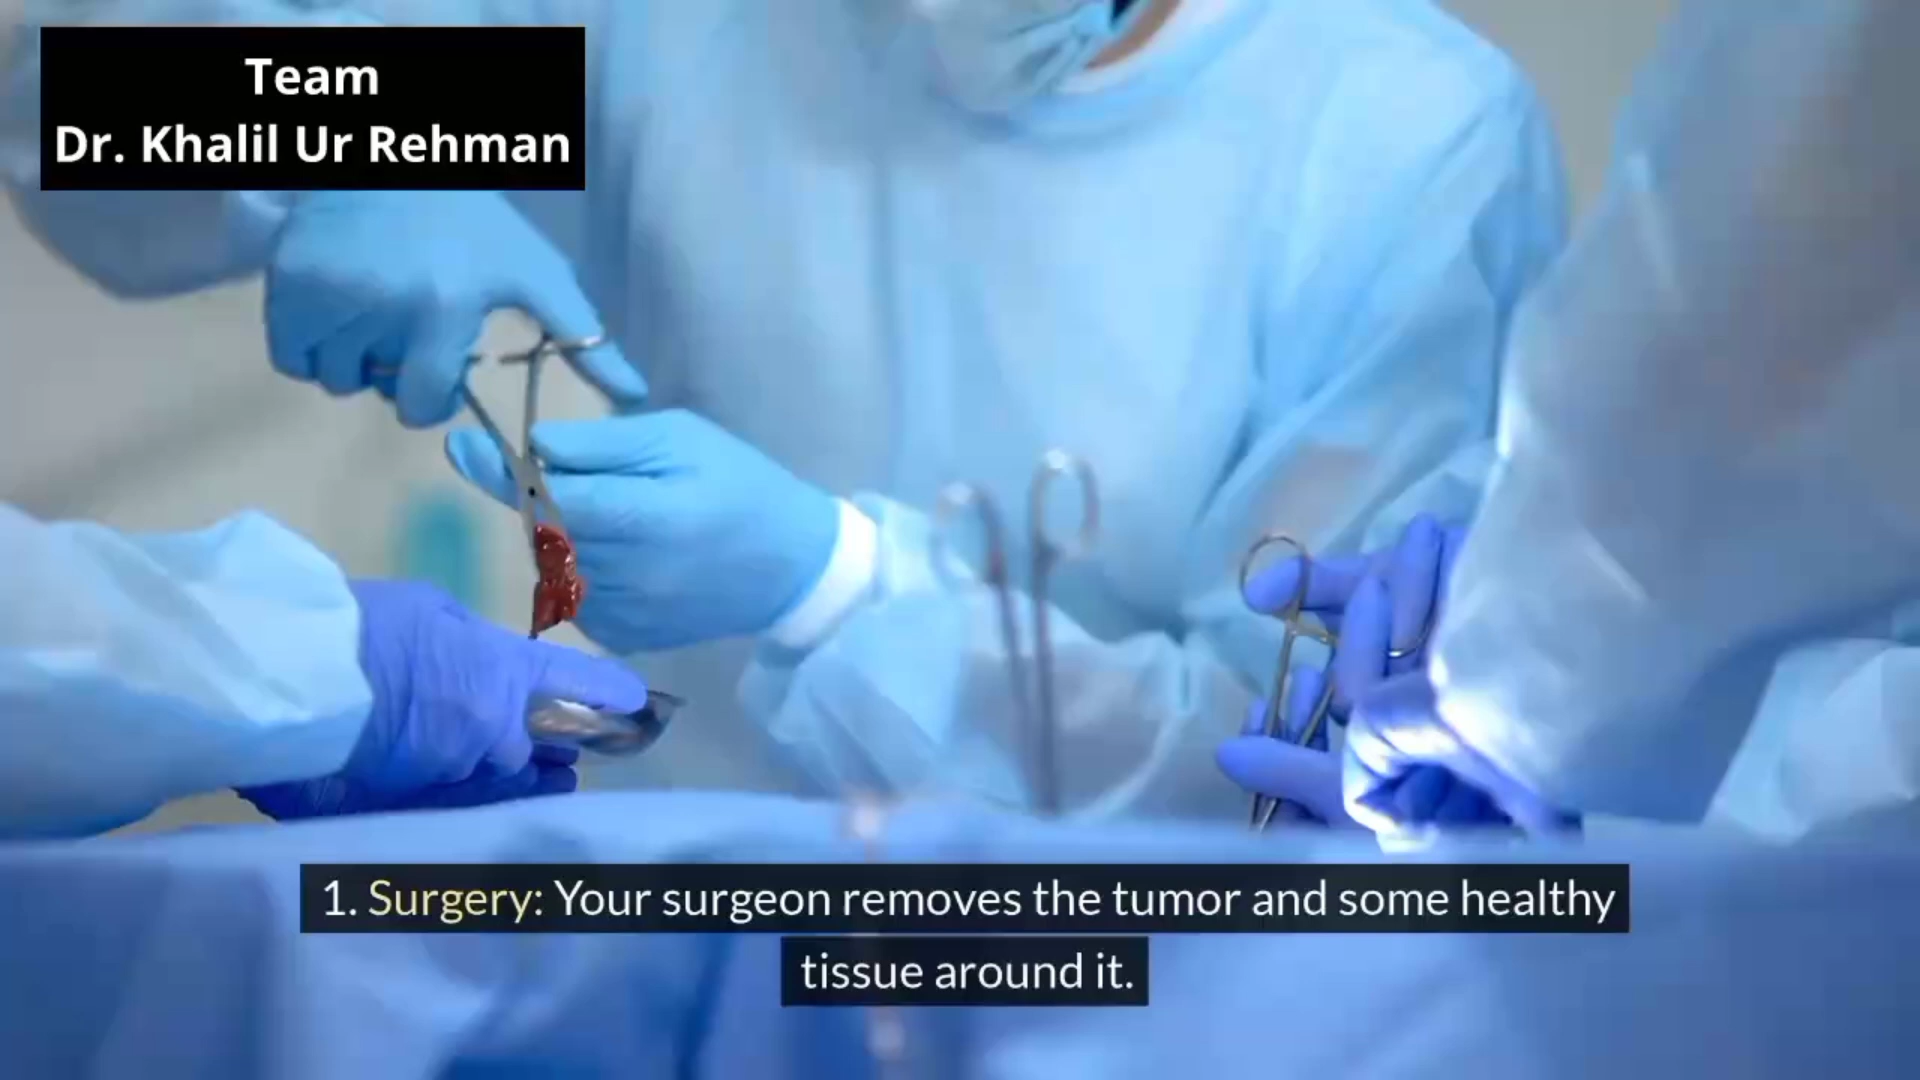 Team
Dr. Khalil Ur Rehman
1. Surgery: Your surgeon removes the tumor and some healthy
tissue around it.